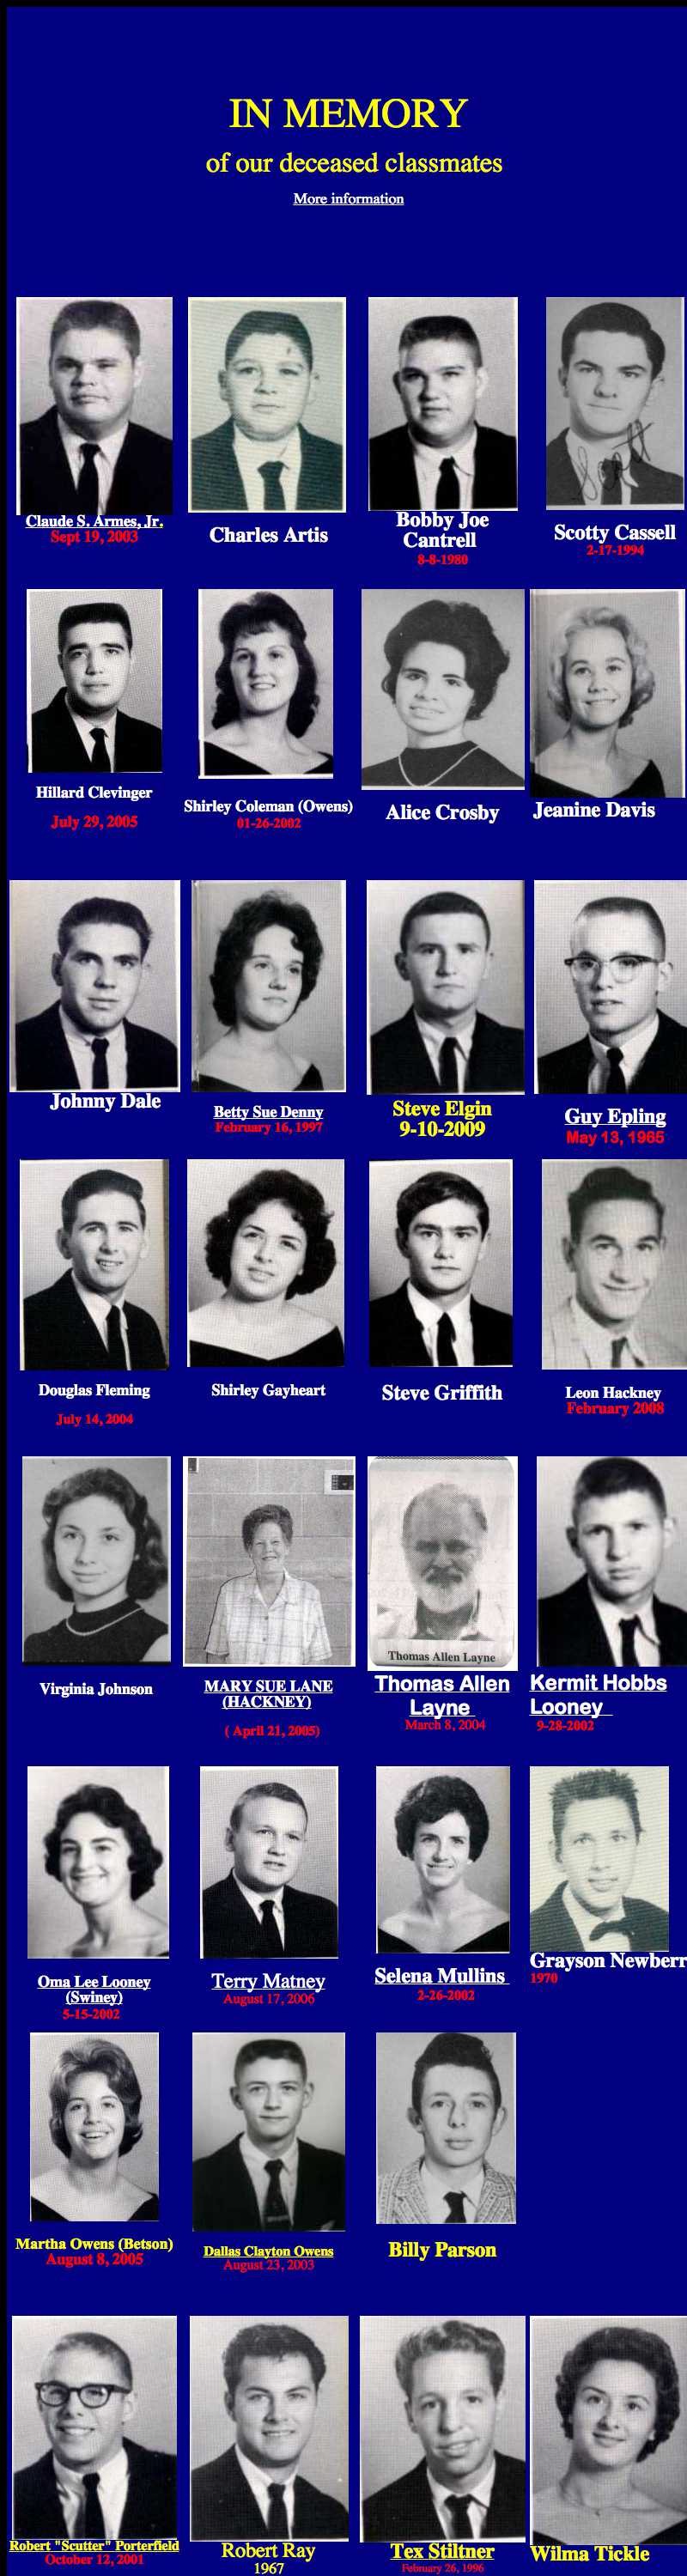 IN MEMORY
of our deceased classmates
More information
Claude S. Armes, Jr.
Sept 19, 2003
Charles Artis
Bobby Joe
Cantrell
8-8-1980
Scott
Scotty Cassell
2-17-1994
Hillard Clevinger
July 29, 2005
Shirley Coleman (Owens)
01-26-2002
Alice Crosby
Jeanine Davis
Johnny Dale
Betty Sue Denny
February 16, 1997
Steve Elgin
9-10-2009
Guy Epling
May 13, 1965
Douglas Fleming
July 14, 2004
Shirley Gayheart
Steve Griffith
Leon Hackney
February 2008
Virginia Johnson
MARY SUE LANE
(HACKNEY)
( April 21, 2005)
Thomas Allen Layne
Thomas Allen
Layne
March 8, 2004
Kermit Hobbs
Looney
9-28-2002
Oma Lee Looney
(Swiney)
5-15-2002
Terry Matney
August 17, 2006
Selena Mullins
2-26-2002
Grayson Newberr
1970
Martha Owens (Betson)
August 8, 2005
Dallas Clayton Owens
August 23, 2003
Billy Parson
Robert "Scutter" Porterfield
October 12, 2001
Robert Ray
1967
Tex Stiltner
February 26, 1996
Wilma Tickle